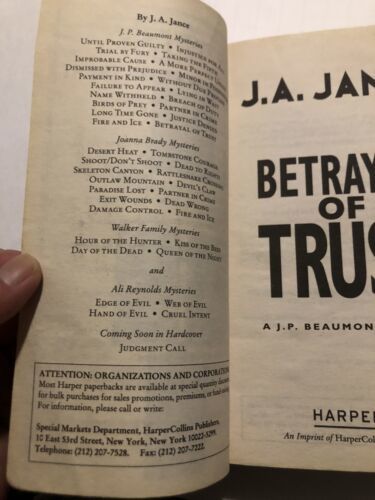 By J. A. Jance
J. P. Beaumont Mysteries
Until Proven Guilty • Injustice for
Trial by Fury • Taking the Fifth
Improbable Cause • A More Perfect
Dismissed with Prejudice • Minor in
Payment in Kind • Without Due
Failure to Appear • Lying in Wait
Name Withheld • Breach of Duty
Birds of Prey • Partner in Crime
Long Time Gone • Justice Denied
Fire and Ice • Betrayal of Trust
Joanna Brady Mysteries
Desert Heat • Tombstone Courage
Shoot/Don't Shoot • Dead to Rights
Skeleton Canyon • Rattlesnake Crossing
Outlaw Mountain • Devil's Claw
Paradise Lost • Partner in Crime
Exit Wounds • Dead Wrong
Damage Control • Fire and Ice
Walker Family Mysteries
Hour of the Hunter • Kiss of the Bees
Day of the Dead • Queen of the Night
and
Ali Reynolds Mysteries
Edge of Evil • Web of Evil
Hand of Evil • Cruel Intent
Coming Soon in Hardcover
Judgment Call
ATTENTION: ORGANIZATIONS AND CORPORATIO
Most Harper paperbacks are available at special quantity
for bulk purchases for sales promotions, premiums, or fund-
For information, please call or write:
Special Markets Department, HarperCollins Publishers,
10 East 53rd Street, New York, New York 10022-5299.
Telephone: (212) 207-7528. Fax: (212) 207-7222.
J.A. JAN
BETRAY
OF
TRUS
A J.P. BEAUMON
HARPER
An Imprint of HarperCol